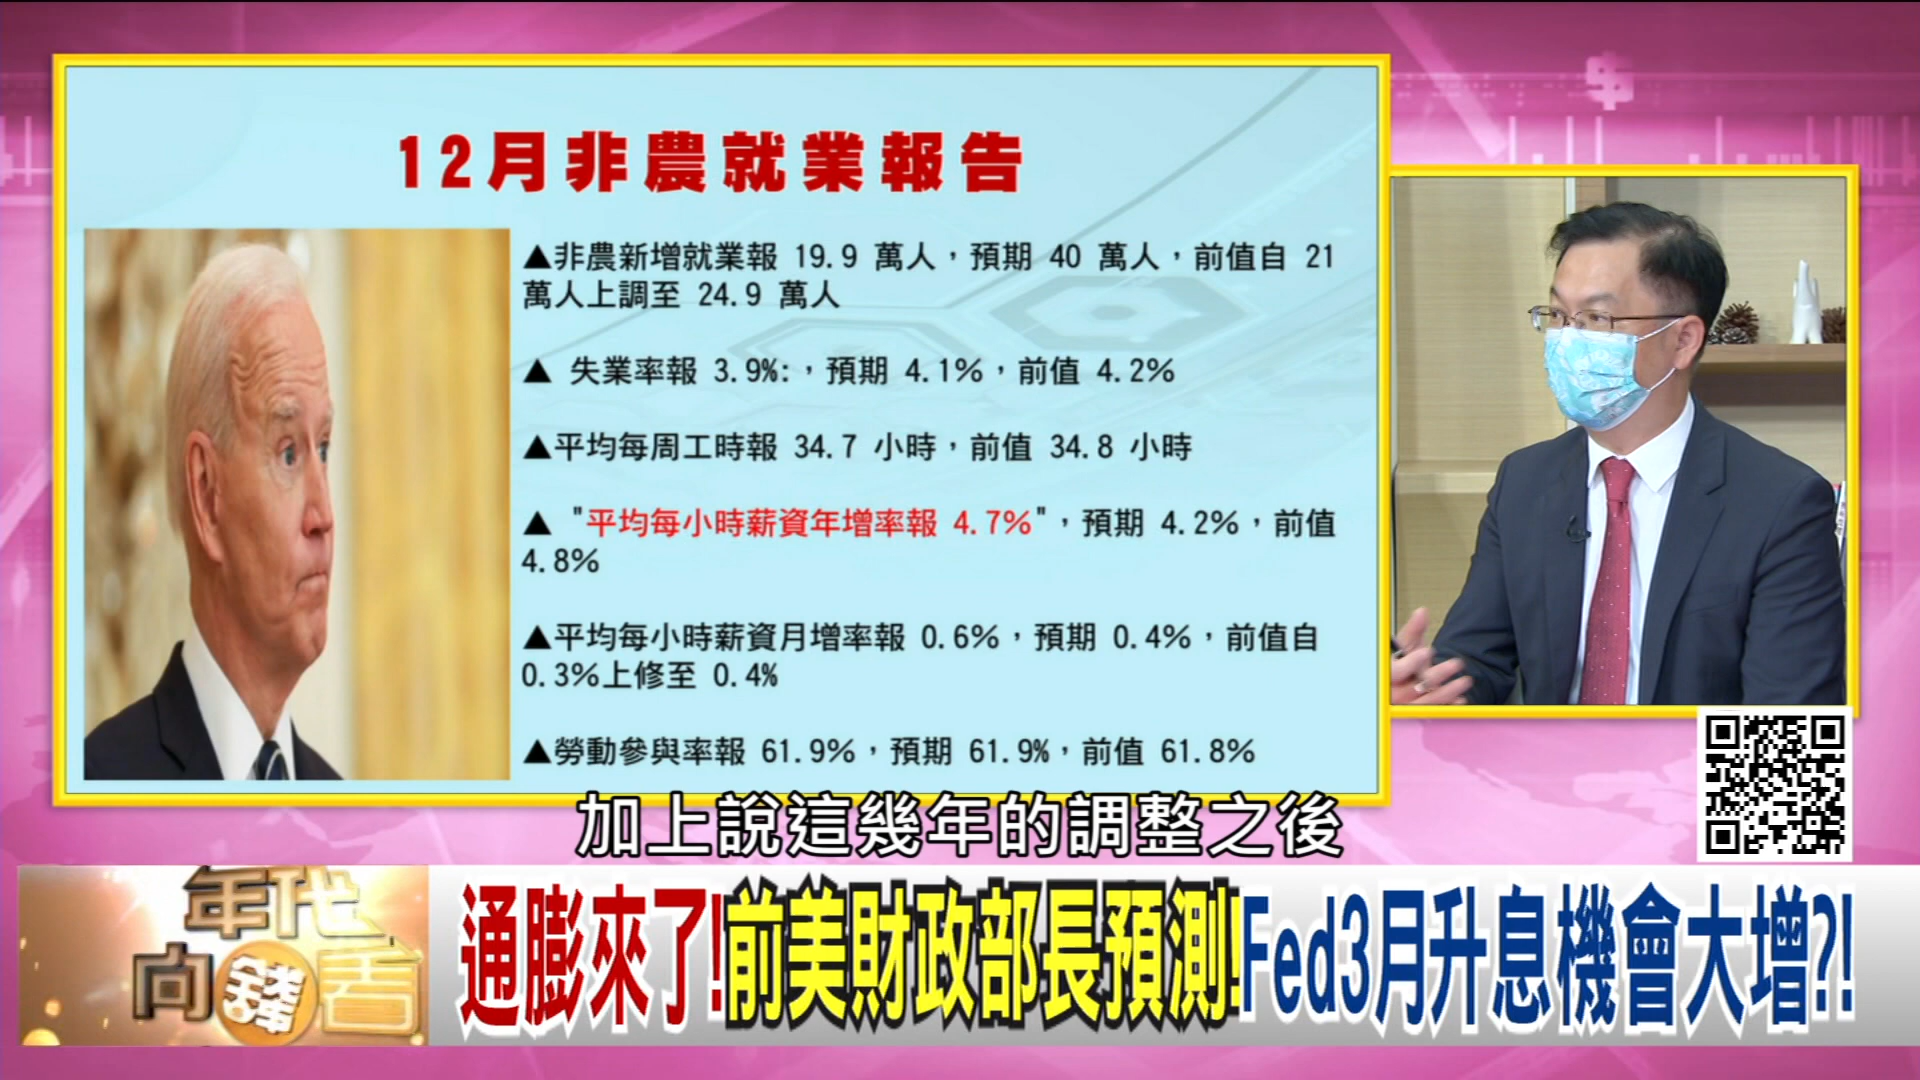 12月非農就業報告
▲非農新增就業報 19.9 萬人，預期 40 萬人，前值自 21
萬人上調至 24.9 萬人
▲ 失業率報 3.9%:，預期 4.1%，前值 4.2%
▲平均每周工時報 34.7 小時，前值 34.8 小時
▲ "平均每小時薪資年增率報 4.7%"，預期 4.2%，前值
4.8%
▲平均每小時薪資月增率報 0.6%，預期 0.4%，前值自
0.3%上修至 0.4%
▲勞動參與率報 61.9%，預期 61.9%，前值 61.8%
加上說這幾年的調整之後
年代
向錢看
通膨來了!前美財政部長預測!Fed3月升息機會大增?!